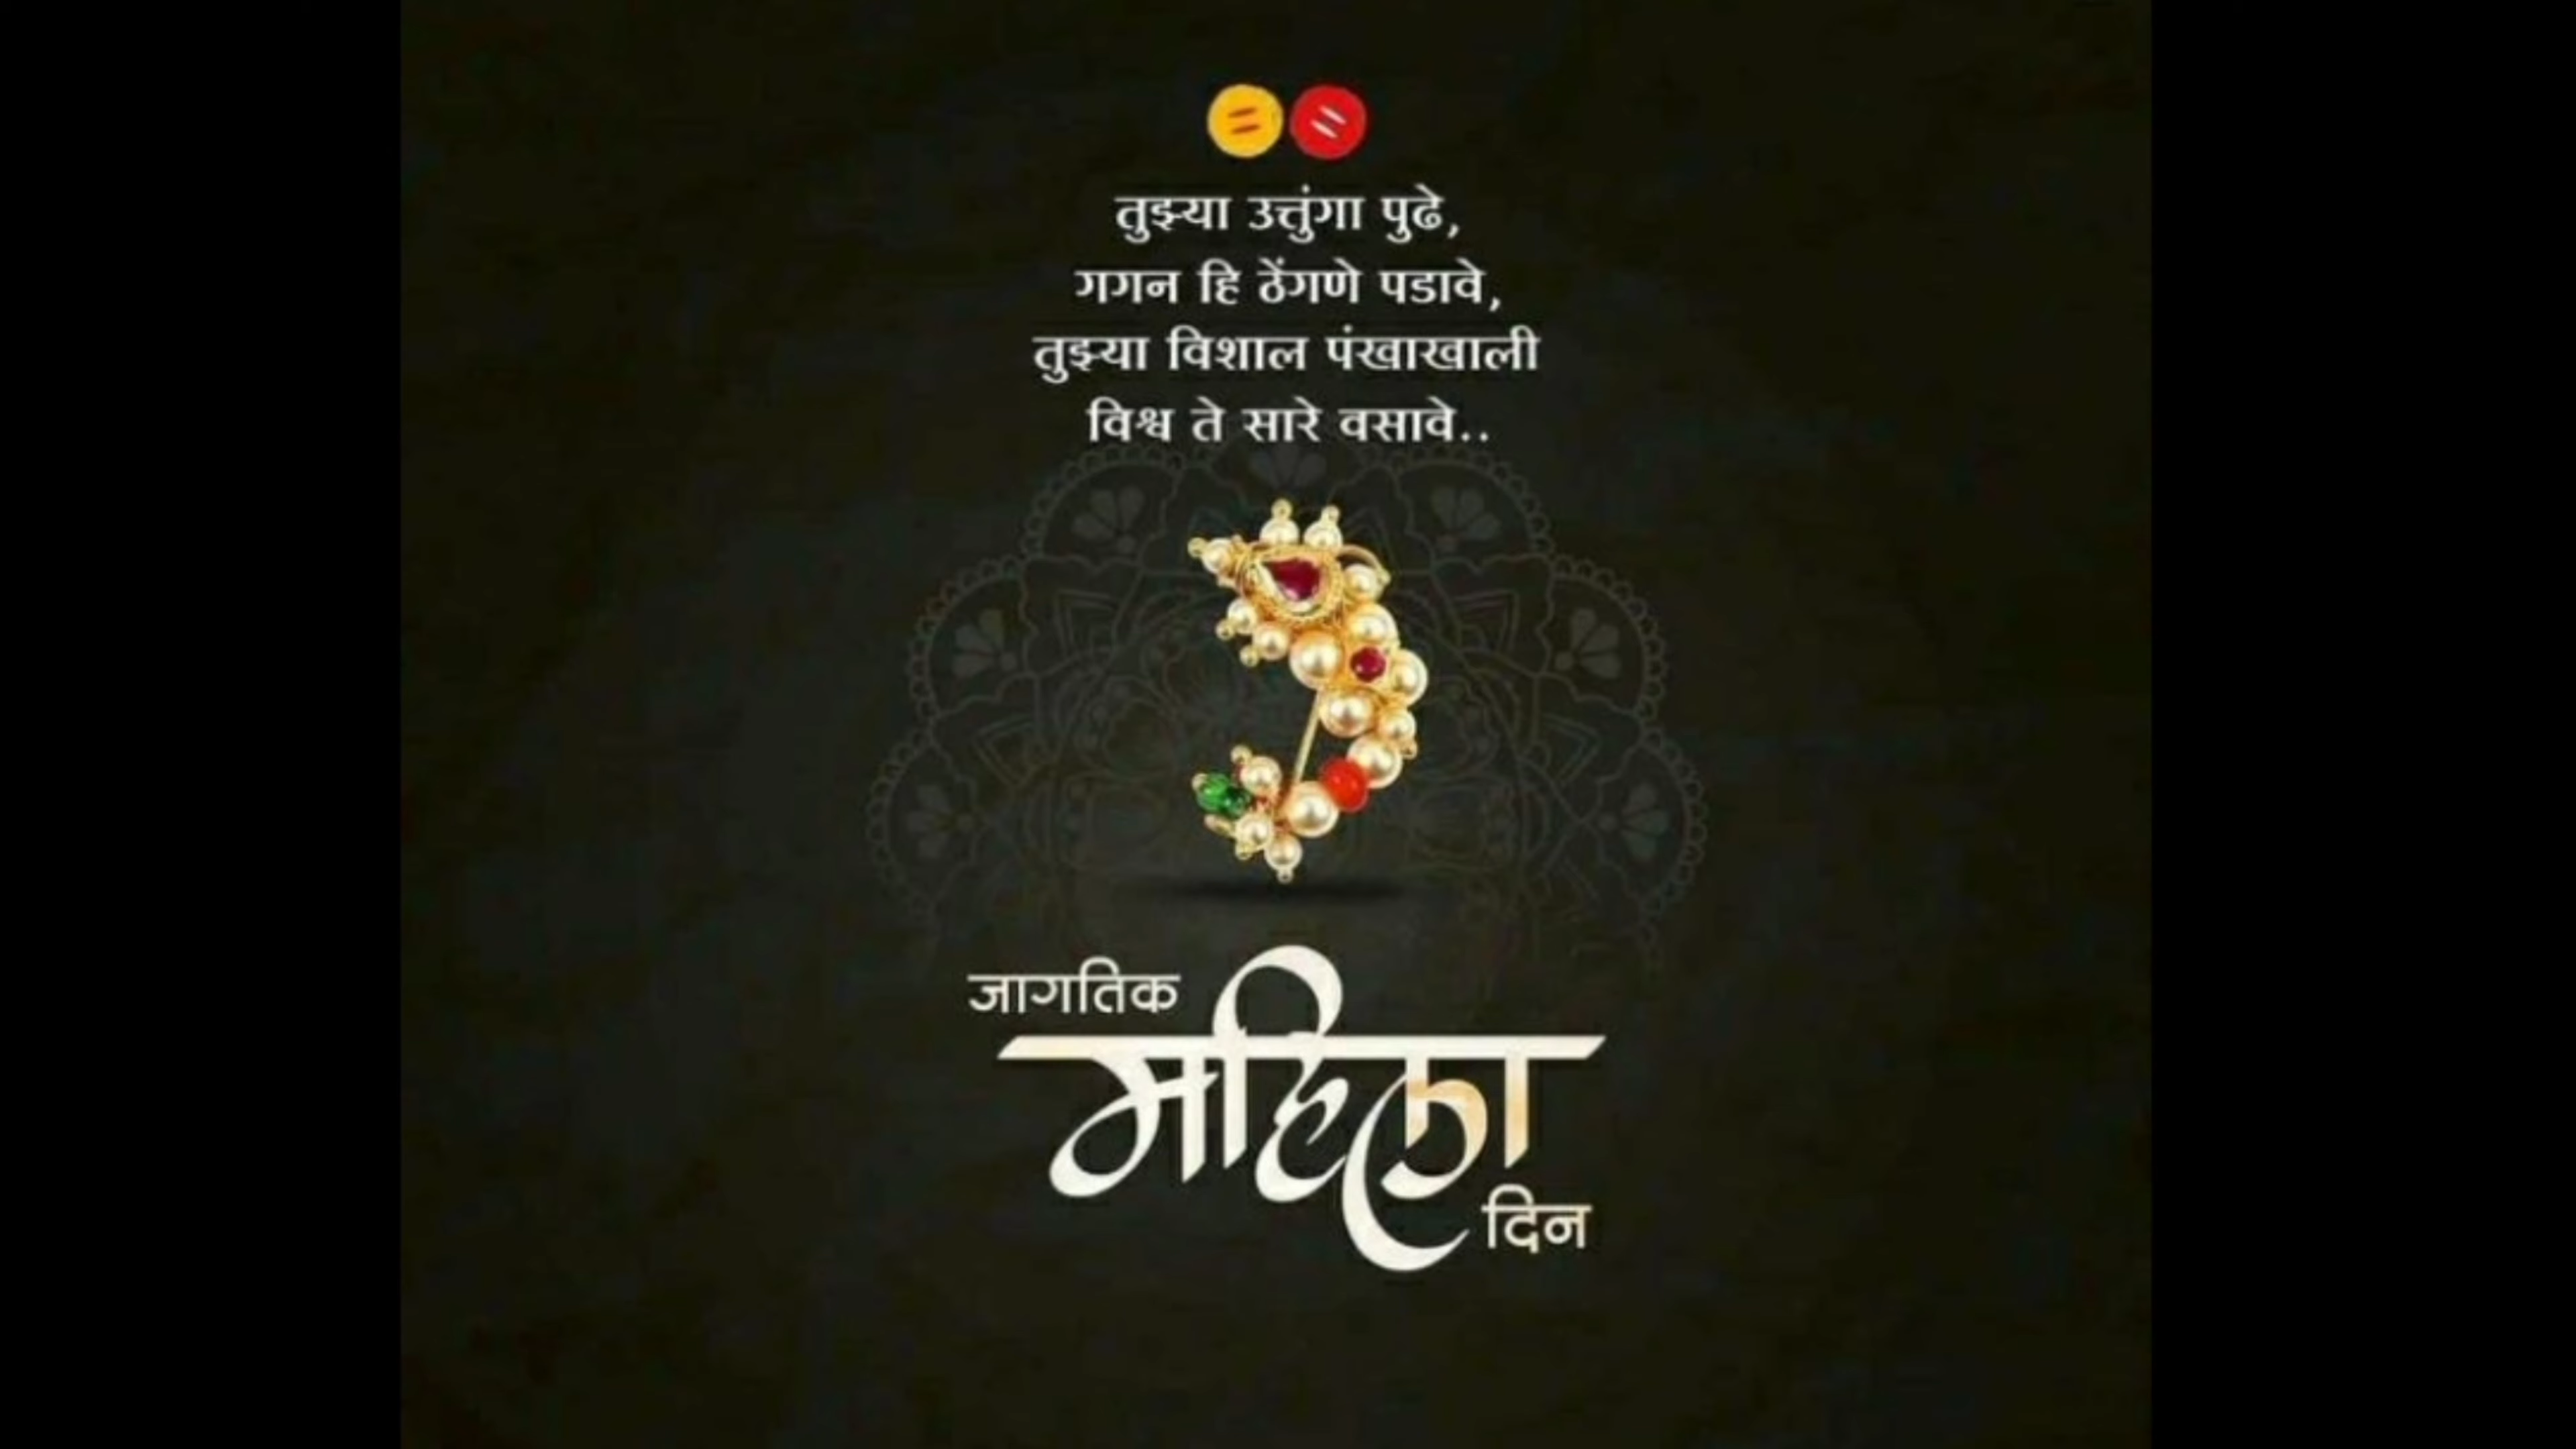 तुझ्या उत्तुंगा पुढे,
गगन हि ठेंगणे पडावे,
तुझ्या विशाल पंखाखाली
विश्व ते सारे वसावे..
जागतिक
महिला
दिन